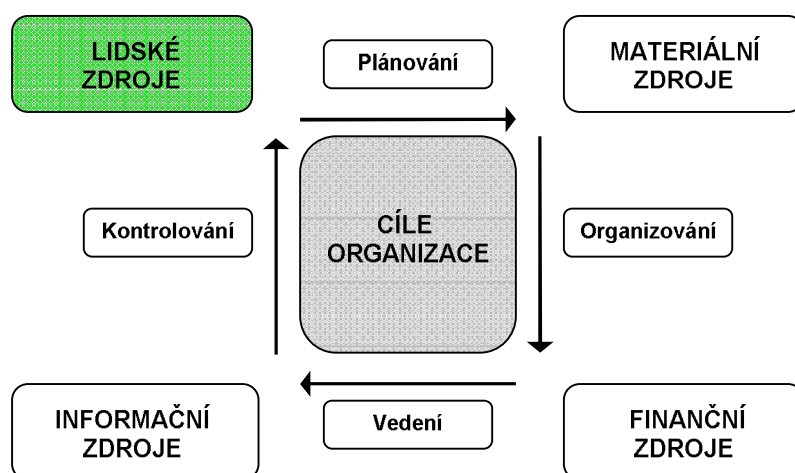 LIDSKÉ
ZDROJE
Plánování
MATERIÁLNÍ
ZDROJE
Kontrolování
CÍLE
ORGANIZACE
Organizování
INFORMAČNÍ
ZDROJE
Vedení
FINANČNÍ
ZDROJE